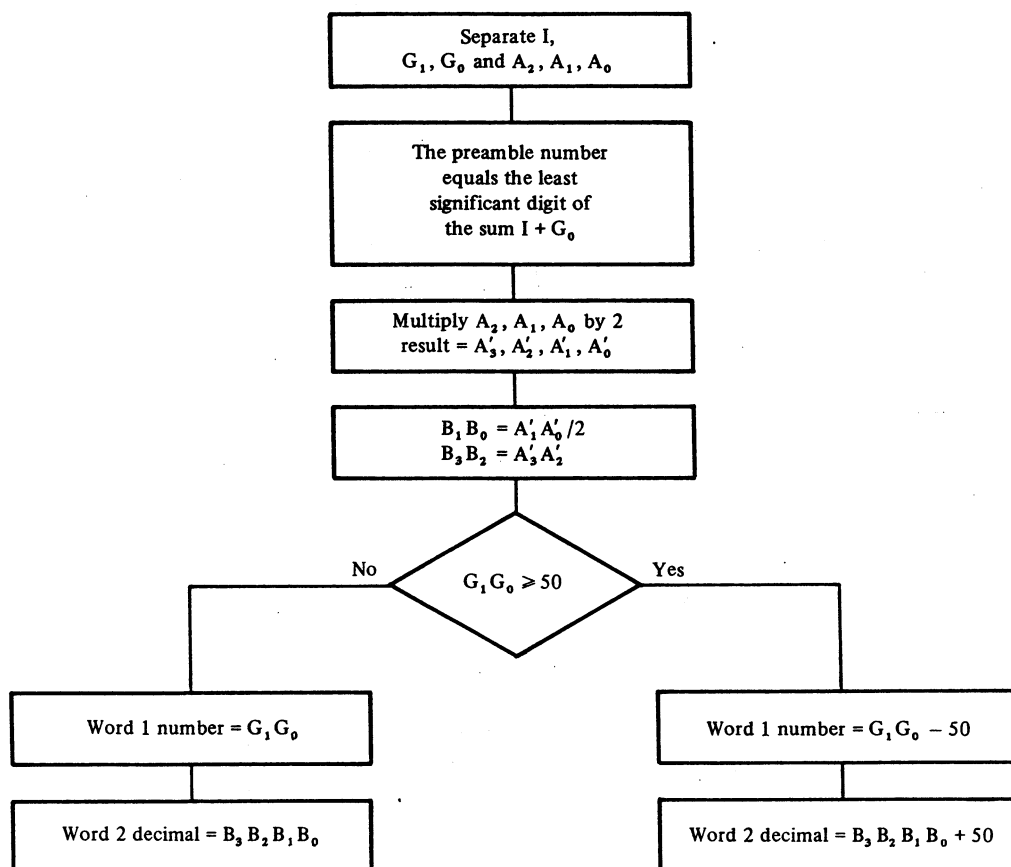 Separate I,
G₁, G₀ and A₂, A₁, A₀
The preamble number
equals the least
significant digit of
the sum I + G₀
Multiply A₂, A₁, A₀ by 2
result = A′₃, A′₂, A′₁, A′₀
B₁ B₀ = A′₁ A′₀ /2
B₃ B₂ = A′₃ A′₂
No
G₁ G₀ ⩾ 50
Yes
Word 1 number = G₁ G₀
Word 1 number = G₁ G₀ − 50
Word 2 decimal = B₃ B₂ B₁ B₀
Word 2 decimal = B₃ B₂ B₁ B₀ + 50